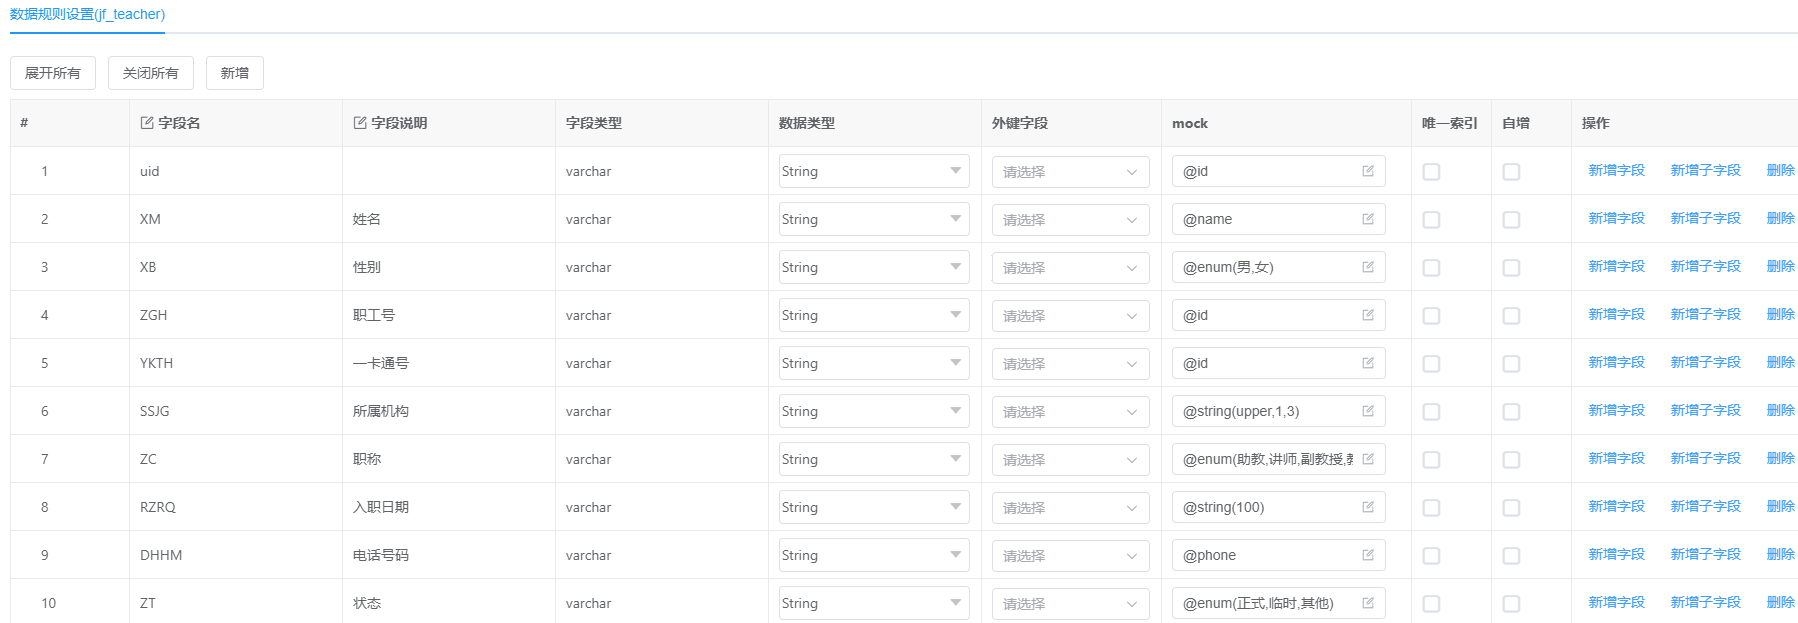 数据规则设置(jf_teacher)
展开所有 关闭所有 新增
# 字段名 字段说明 字段类型 数据类型 外键字段 mock 唯一索引 自增 操作
1 uid varchar String 请选择 @id 新增字段 新增子字段 删除
2 XM 姓名 varchar String 请选择 @name 新增字段 新增子字段 删除
3 XB 性别 varchar String 请选择 @enum(男,女) 新增字段 新增子字段 删除
4 ZGH 职工号 varchar String 请选择 @id 新增字段 新增子字段 删除
5 YKTH 一卡通号 varchar String 请选择 @id 新增字段 新增子字段 删除
6 SSJG 所属机构 varchar String 请选择 @string(upper,1,3) 新增字段 新增子字段 删除
7 ZC 职称 varchar String 请选择 @enum(助教,讲师,副教授, 新增字段 新增子字段 删除
8 RZRQ 入职日期 varchar String 请选择 @string(100) 新增字段 新增子字段 删除
9 DHHM 电话号码 varchar String 请选择 @phone 新增字段 新增子字段 删除
10 ZT 状态 varchar String 请选择 @enum(正式,临时,其他) 新增字段 新增子字段 删除